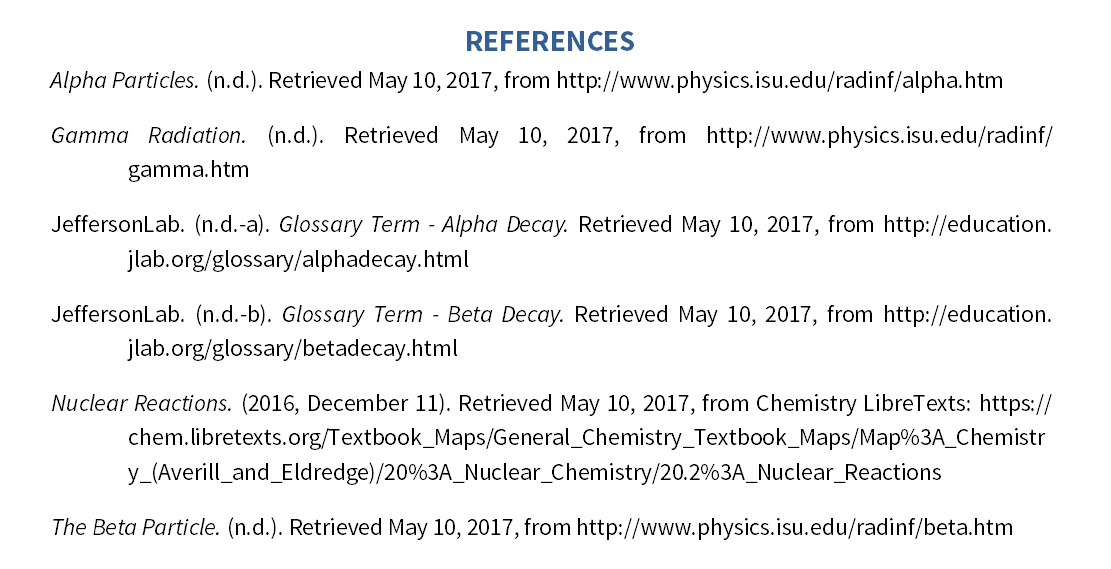 REFERENCES
Alpha Particles. (n.d.). Retrieved May 10, 2017, from http://www.physics.isu.edu/radinf/alpha.htm
Gamma Radiation. (n.d.). Retrieved May 10, 2017, from http://www.physics.isu.edu/radinf/
gamma.htm
JeffersonLab. (n.d.-a). Glossary Term - Alpha Decay. Retrieved May 10, 2017, from http://education.
jlab.org/glossary/alphadecay.html
JeffersonLab. (n.d.-b). Glossary Term - Beta Decay. Retrieved May 10, 2017, from http://education.
jlab.org/glossary/betadecay.html
Nuclear Reactions. (2016, December 11). Retrieved May 10, 2017, from Chemistry LibreTexts: https://
chem.libretexts.org/Textbook_Maps/General_Chemistry_Textbook_Maps/Map%3A_Chemistr
y_(Averill_and_Eldredge)/20%3A_Nuclear_Chemistry/20.2%3A_Nuclear_Reactions
The Beta Particle. (n.d.). Retrieved May 10, 2017, from http://www.physics.isu.edu/radinf/beta.htm